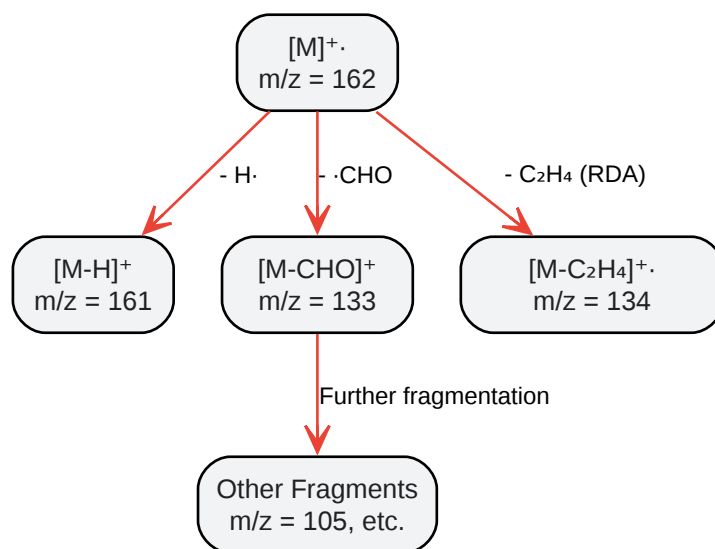 [M]⁺·
m/z = 162
- H·
- ·CHO
- C₂H₄ (RDA)
[M-H]⁺
m/z = 161
[M-CHO]⁺
m/z = 133
[M-C₂H₄]⁺·
m/z = 134
Further fragmentation
Other Fragments
m/z = 105, etc.